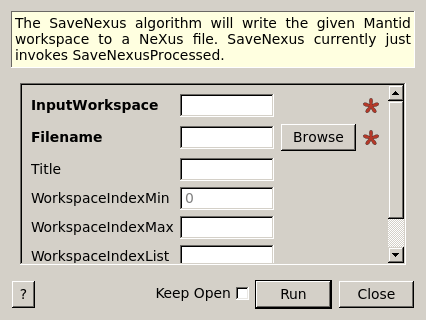 The SaveNexus algorithm will write the given Mantid
workspace to a NeXus file. SaveNexus currently just
invokes SaveNexusProcessed.
InputWorkspace
Filename Browse
Title
WorkspaceIndexMin 0
WorkspaceIndexMax
WorkspaceIndexList
? Keep Open Run Close